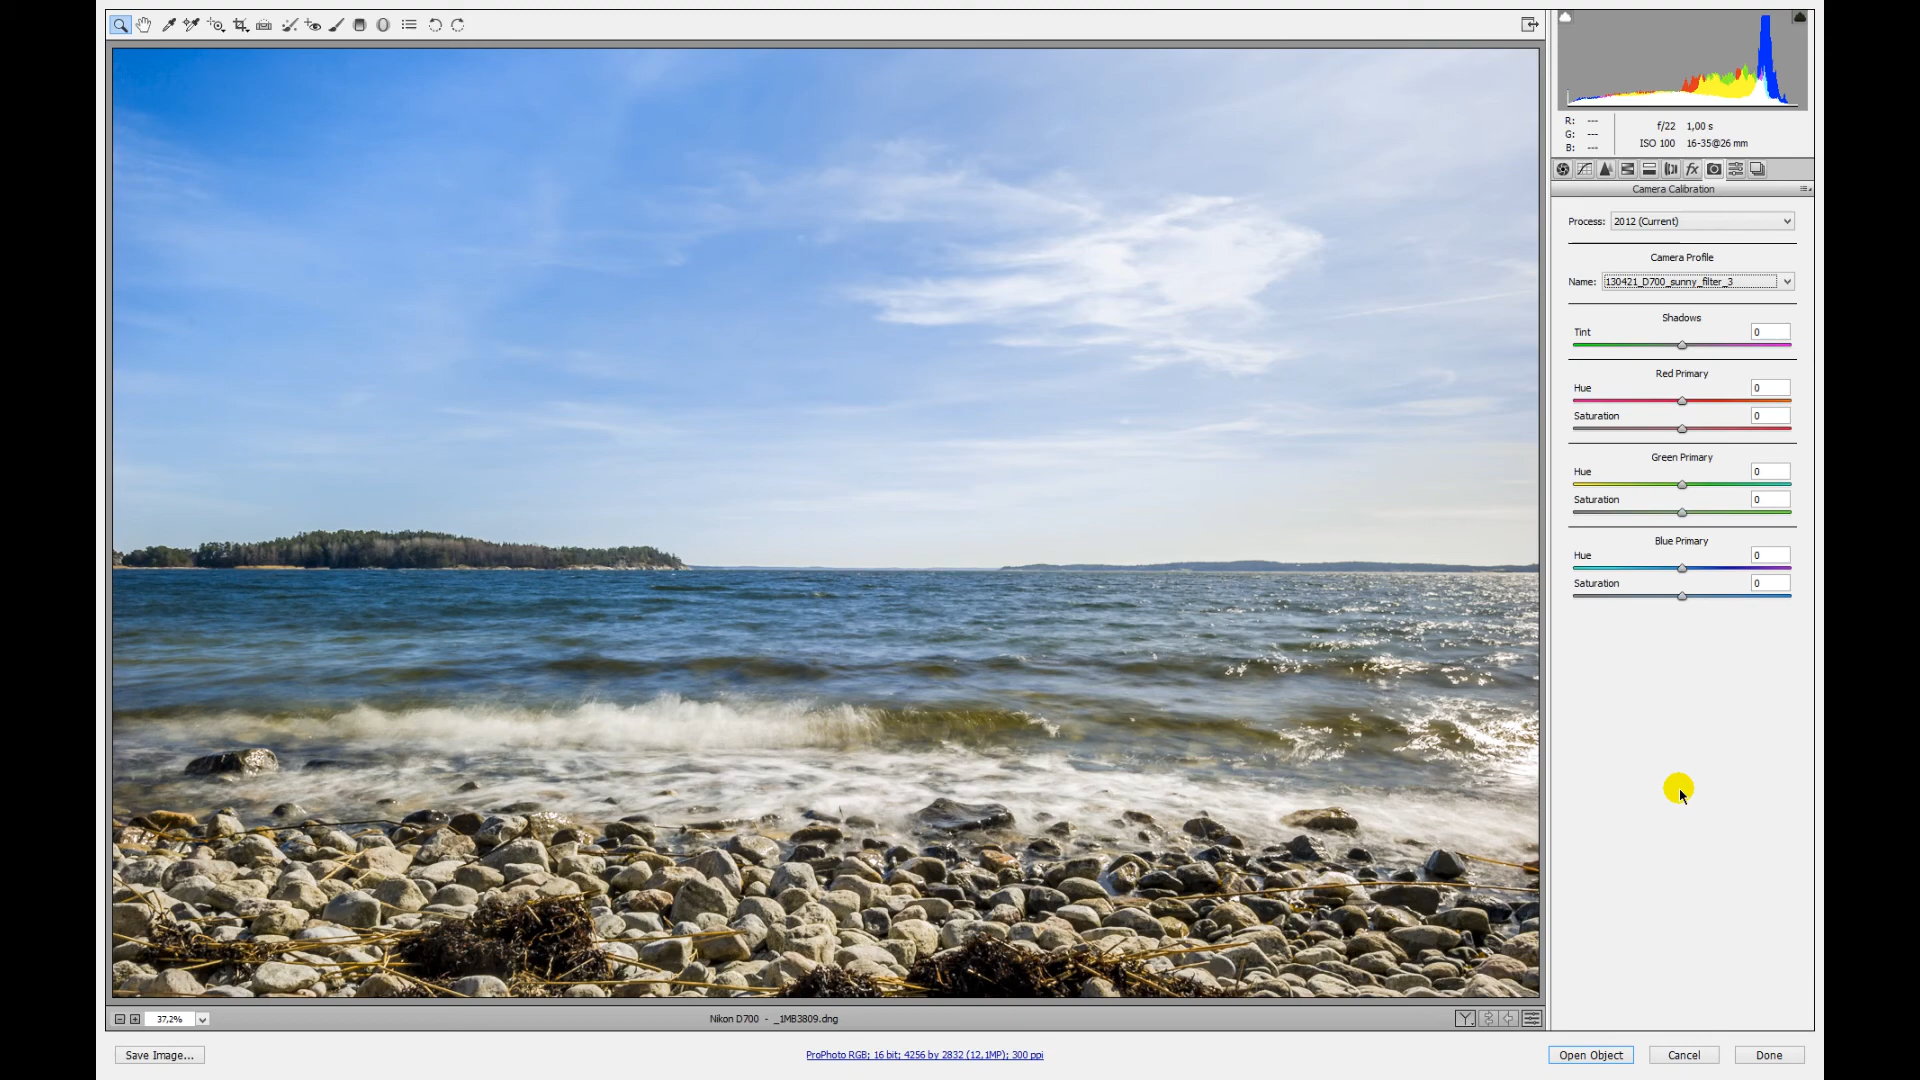 R: ---
G: ---
B: ---
f/22 1,00 s
ISO 100 16-35@26 mm
fx
Camera Calibration
Process: 2012 (Current)
Camera Profile
Name: 130421_D700_sunny_filter_3
Shadows
Tint 0
Red Primary
Hue 0
Saturation 0
Green Primary
Hue 0
Saturation 0
Blue Primary
Hue 0
Saturation 0
37,2%
Nikon D700 - _1MB3809.dng
Y
Save Image...
ProPhoto RGB; 16 bit; 4256 by 2832 (12,1MP); 300 ppi
Open Object
Cancel
Done